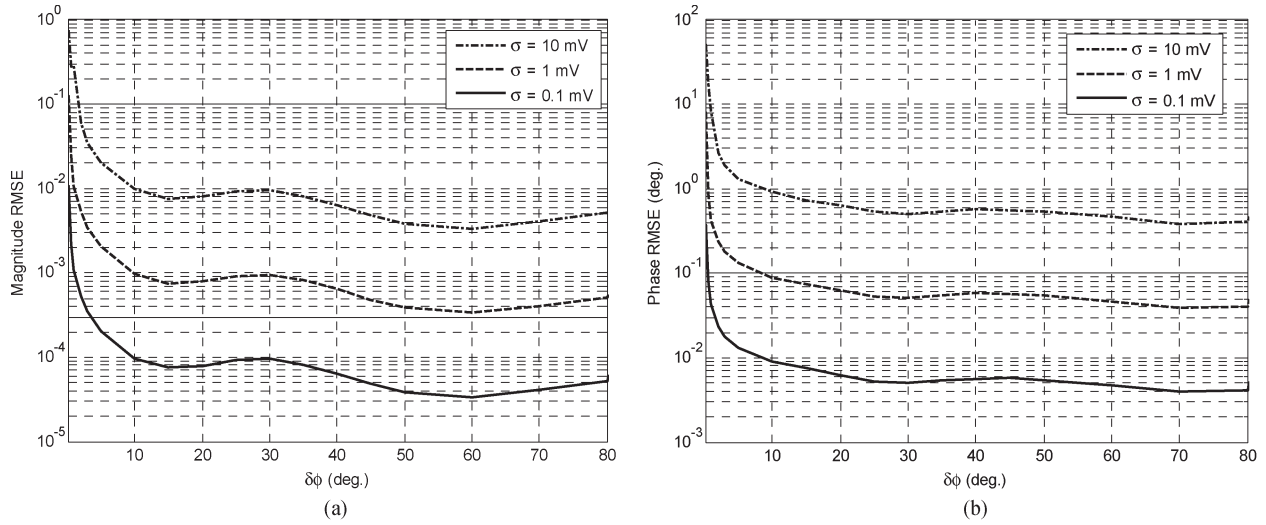 10^0
10^-1
10^-2
10^-3
10^-4
10^-5
Magnitude RMSE
σ = 10 mV
σ = 1 mV
σ = 0.1 mV
10 20 30 40 50 60 70 80
δϕ (deg.)
(a)
10^2
10^1
10^0
10^-1
10^-2
10^-3
Phase RMSE (deg.)
σ = 10 mV
σ = 1 mV
σ = 0.1 mV
10 20 30 40 50 60 70 80
δϕ (deg.)
(b)